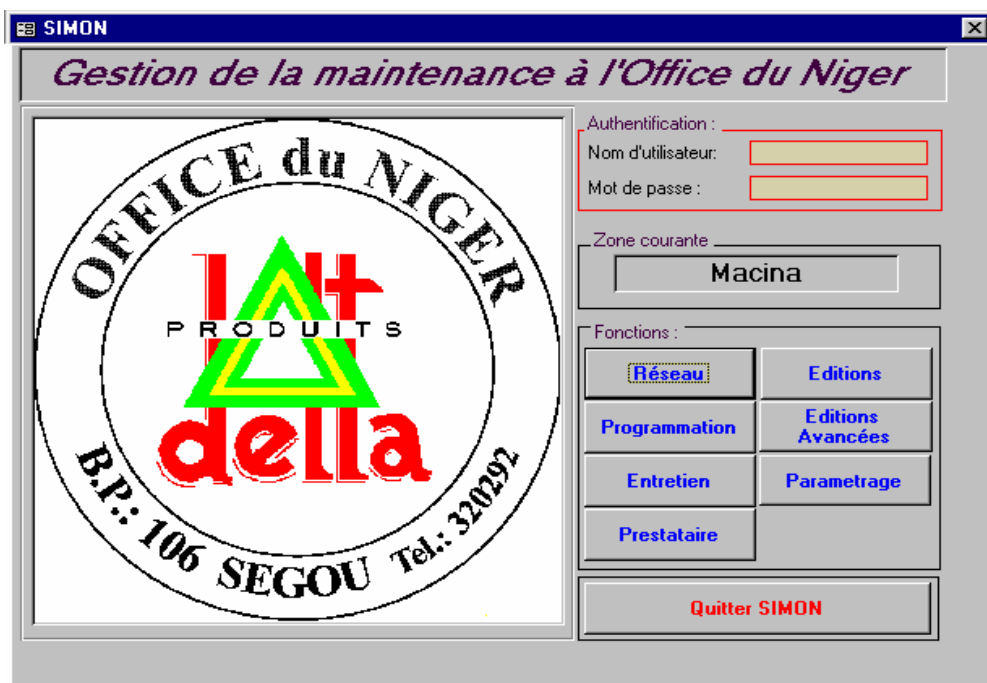 SIMON
Gestion de la maintenance à l'Office du Niger
OFFICE du NIGER
PRODUITS
della
B.P.: 106 SEGOU Tel.: 320292
Authentification :
Nom d'utilisateur:
Mot de passe :
Zone courante
Macina
Fonctions :
Réseau
Editions
Programmation
Editions
Avancées
Entretien
Parametrage
Prestataire
Quitter SIMON